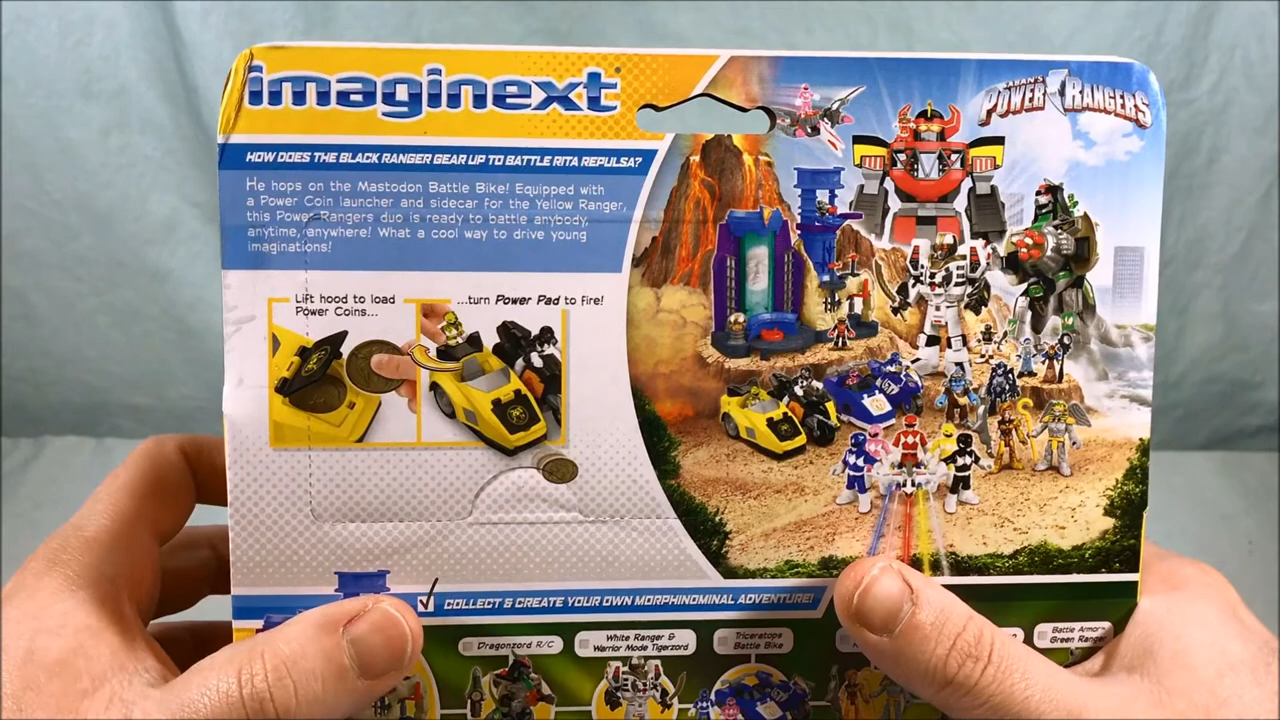 imaginext
SABAN'S
POWER RANGERS
HOW DOES THE BLACK RANGER GEAR UP TO BATTLE RITA REPULSA?
He hops on the Mastodon Battle Bike! Equipped with
a Power Coin launcher and sidecar for the Yellow Ranger,
this Power Rangers duo is ready to battle anybody,
anytime, anywhere! What a cool way to drive young
imaginations!
Lift hood to load
Power Coins...
...turn Power Pad to fire!
COLLECT & CREATE YOUR OWN MORPHINOMINAL ADVENTURE!
Dragonzord R/C
White Ranger &
Warrior Mode Tigerzord
Triceratops
Battle Bike
Battle Armor
Green Ranger